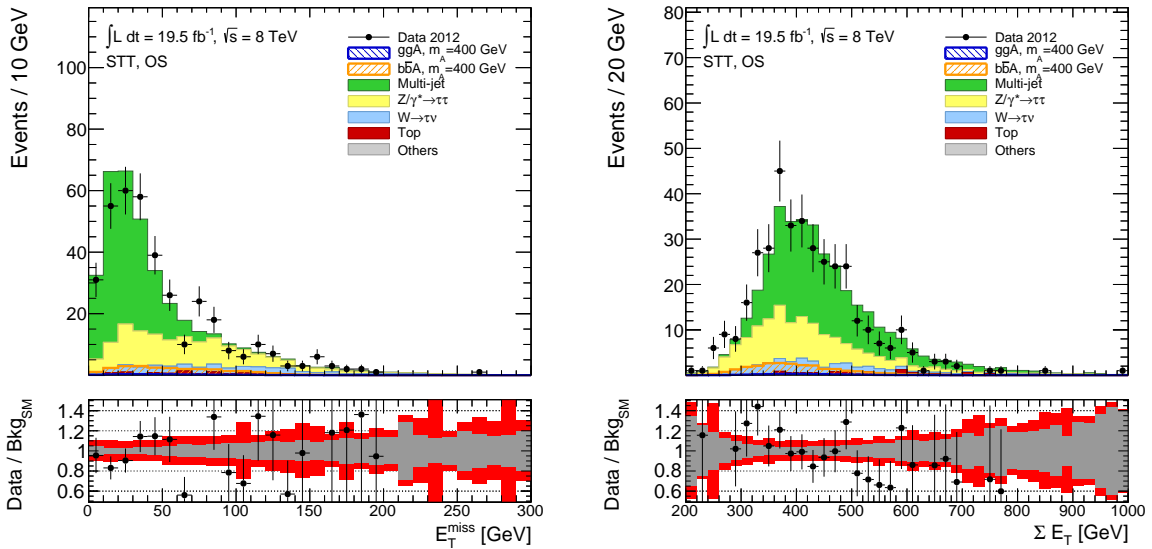 Events / 10 GeV
∫L dt = 19.5 fb⁻¹, √s = 8 TeV
STT, OS
Data 2012
ggA, m_A=400 GeV
bb̄A, m_A=400 GeV
Multi-jet
Z/γ*→ττ
W→τν
Top
Others
100
80
60
40
20
Data / Bkg_SM
1.4
1.2
1
0.8
0.6
0 50 100 150 200 250 300
E_T^miss [GeV]
Events / 20 GeV
∫L dt = 19.5 fb⁻¹, √s = 8 TeV
STT, OS
Data 2012
ggA, m_A=400 GeV
bb̄A, m_A=400 GeV
Multi-jet
Z/γ*→ττ
W→τν
Top
Others
80
70
60
50
40
30
20
10
0
Data / Bkg_SM
1.4
1.2
1
0.8
0.6
200 300 400 500 600 700 800 900 1000
Σ E_T [GeV]